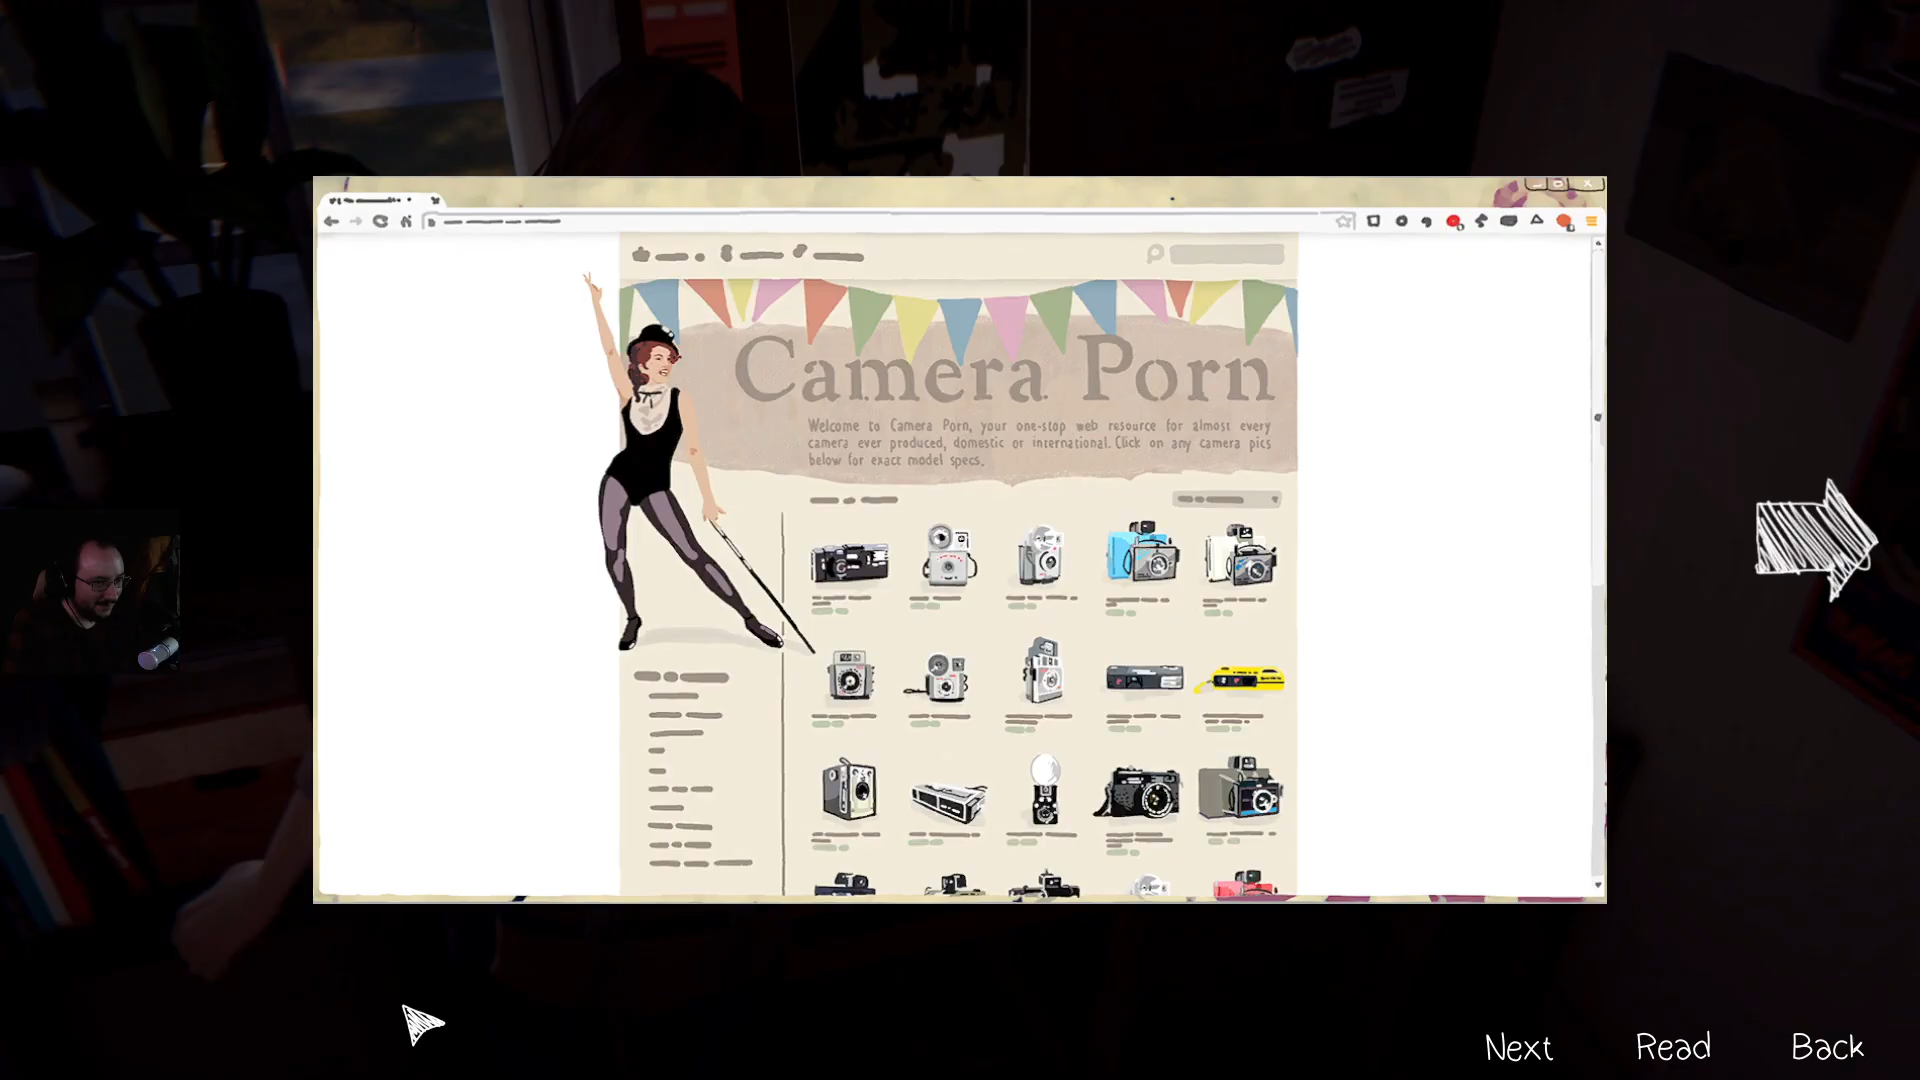 Camera Porn
Welcome to Camera Porn, your one-stop web resource for almost every
camera ever produced, domestic or international. Click on any camera pics
below for exact model specs.
Next Read Back